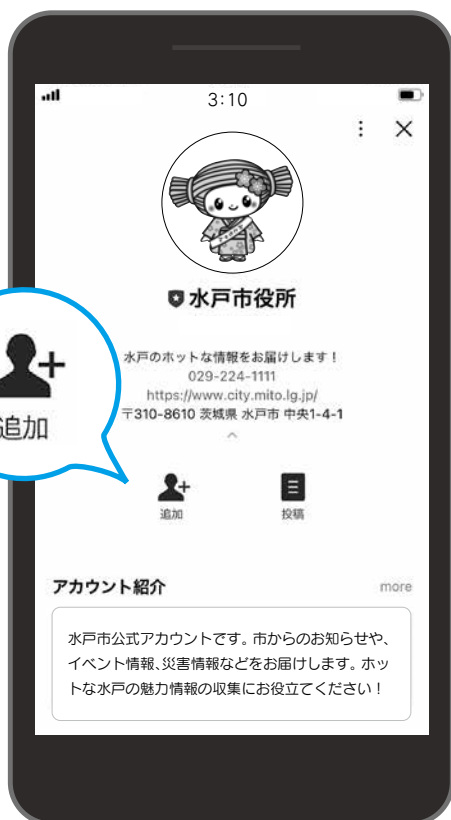 3:10
水戸市役所
水戸のホットな情報をお届けします！
029-224-1111
https://www.city.mito.lg.jp/
〒310-8610 茨城県 水戸市 中央1-4-1
追加
追加
投稿
アカウント紹介
more
水戸市公式アカウントです。市からのお知らせや、
イベント情報、災害情報などをお届けします。ホッ
トな水戸の魅力情報の収集にお役立てください！